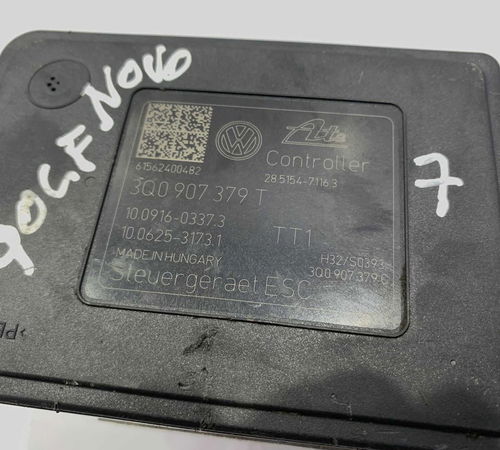 GOLF NOVO
7
Ate
61562400482
Controller
28.5154-7116.3
3Q0 907 379 T
10.0916-0337.3
10.0625-3173.1
TT1
MADE IN HUNGARY
H32/S0393
3Q0 907 379
Steuergeraet ESC